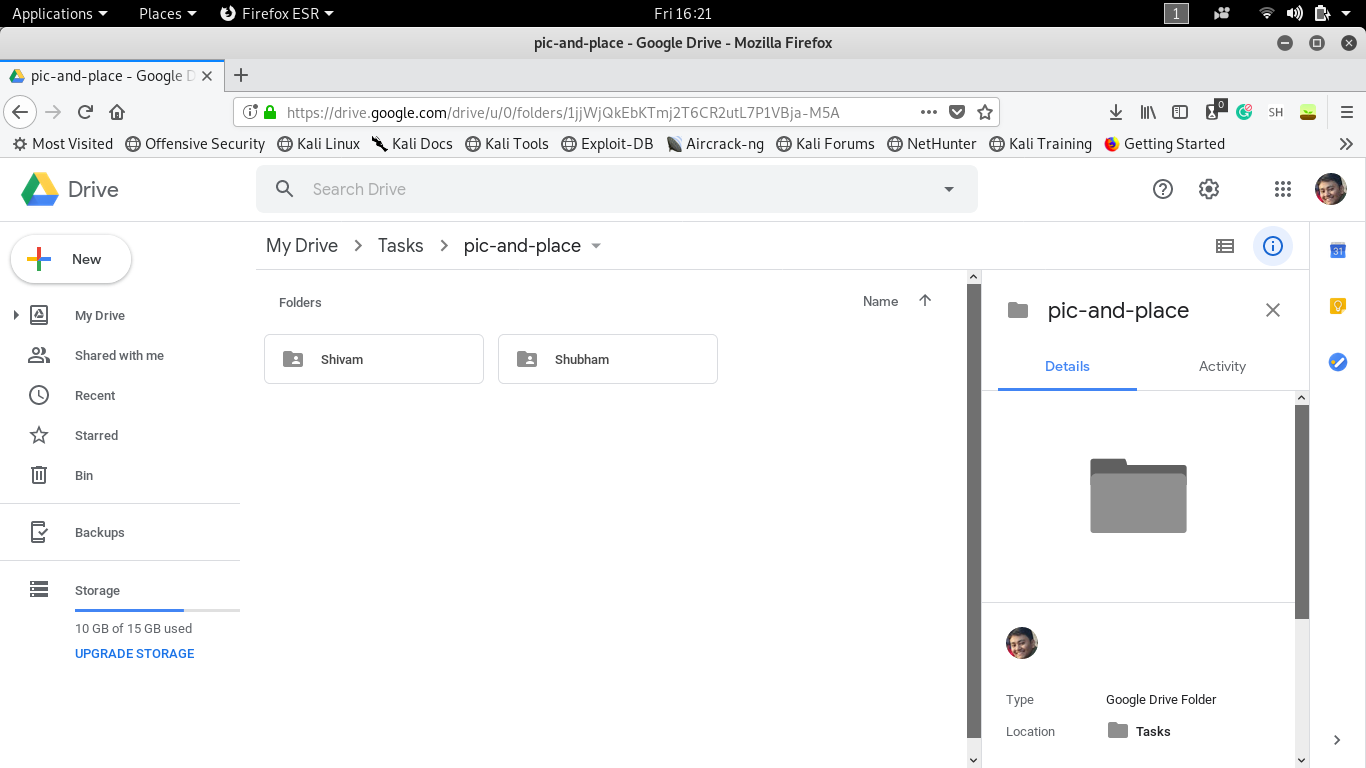 Applications Places Firefox ESR Fri 16:21 1
pic-and-place - Google Drive - Mozilla Firefox
pic-and-place - Google D
https://drive.google.com/drive/u/0/folders/1jjWjQkEbKTmj2T6CR2utL7P1VBja-M5A 0 SH
Most Visited Offensive Security Kali Linux Kali Docs Kali Tools Exploit-DB Aircrack-ng Kali Forums NetHunter Kali Training Getting Started
Drive Search Drive
New
My Drive
Shared with me
Recent
Starred
Bin
Backups
Storage
10 GB of 15 GB used
UPGRADE STORAGE
My Drive Tasks pic-and-place
Folders Name
Shivam Shubham
pic-and-place
Details Activity
Type Google Drive Folder
Location Tasks
31